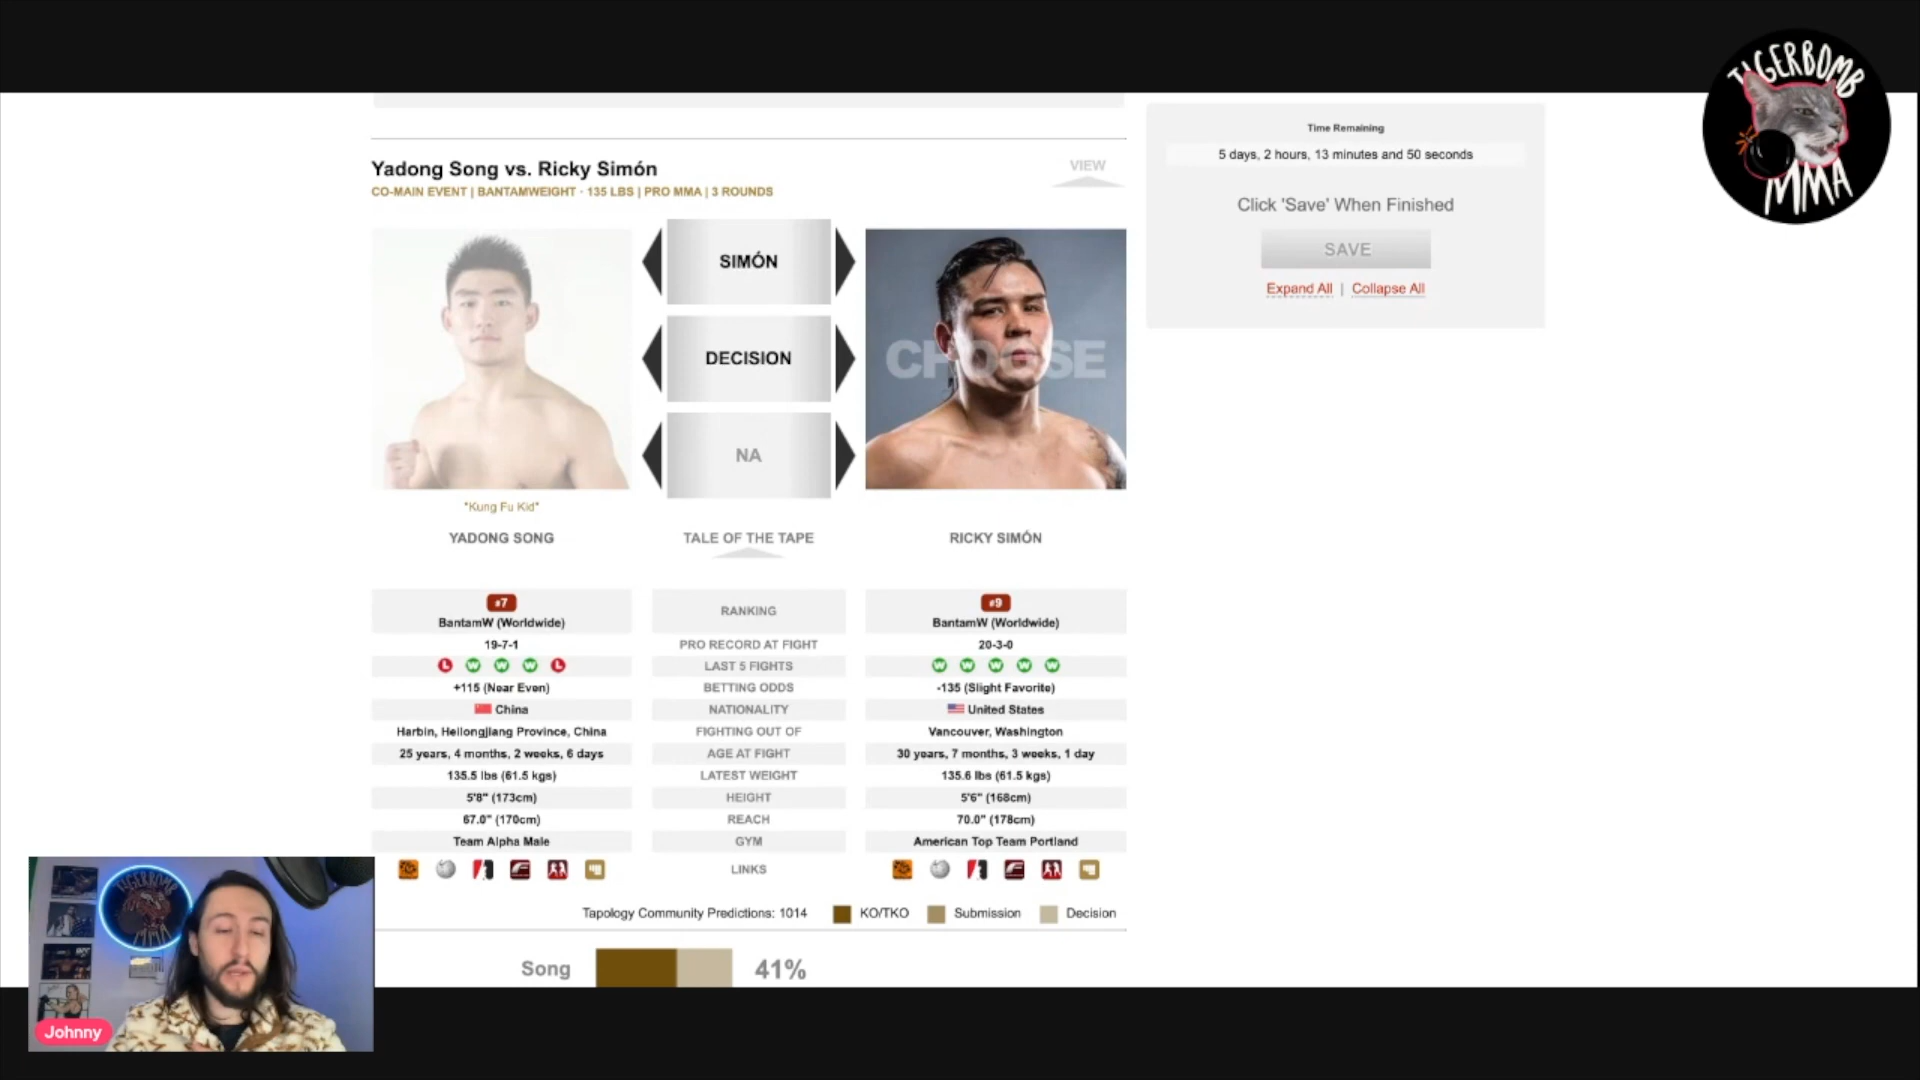 TIGERBOMB
MMA
Time Remaining
5 days, 2 hours, 13 minutes and 50 seconds
Click 'Save' When Finished
SAVE
Expand All | Collapse All
Yadong Song vs. Ricky Simón
VIEW
CO-MAIN EVENT | BANTAMWEIGHT · 135 LBS | PRO MMA | 3 ROUNDS
SIMÓN
DECISION
CHOOSE
NA
"Kung Fu Kid"
YADONG SONG TALE OF THE TAPE RICKY SIMÓN
#7 RANKING #9
BantamW (Worldwide) BantamW (Worldwide)
19-7-1 PRO RECORD AT FIGHT 20-3-0
L W W W L LAST 5 FIGHTS W W W W W
+115 (Near Even) BETTING ODDS -135 (Slight Favorite)
China NATIONALITY United States
Harbin, Heilongjiang Province, China FIGHTING OUT OF Vancouver, Washington
25 years, 4 months, 2 weeks, 6 days AGE AT FIGHT 30 years, 7 months, 3 weeks, 1 day
135.5 lbs (61.5 kgs) LATEST WEIGHT 135.6 lbs (61.5 kgs)
5'8" (173cm) HEIGHT 5'6" (168cm)
67.0" (170cm) REACH 70.0" (178cm)
Team Alpha Male GYM American Top Team Portland
LINKS
Tapology Community Predictions: 1014 KO/TKO Submission Decision
Song 41%
TIGERBOMB
MMA
Johnny